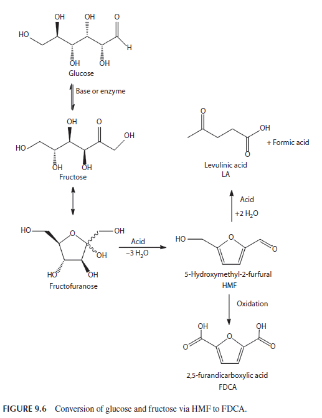 OH OH O
HO
H
OH OH
Glucose
Base or enzyme
OH O
OH
HO
OH OH
Fructose
O
OH
+ Formic acid
O
Levulinic acid
LA
Acid
+2 H2O
HO
O
OH
OH
HO OH
Fructofuranose
Acid
−3 H2O
HO
O
O
5-Hydroxymethyl-2-furfural
HMF
Oxidation
OH OH
O
O O
2,5-furandicarboxylic acid
FDCA
FIGURE 9.6 Conversion of glucose and fructose via HMF to FDCA.